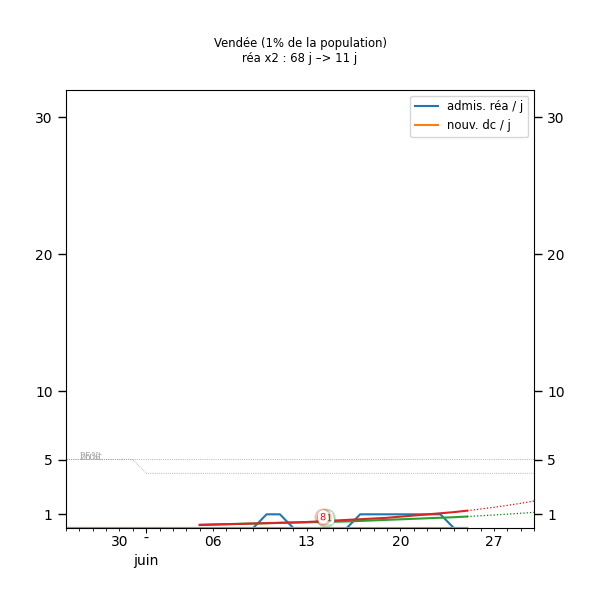 Vendée (1% de la population)
réa x2 : 68 j –> 11 j
admis. réa / j
nouv. dc / j
30 30
20 20
10 10
5 5
1 1
8
30 - 06 13 20 27
juin